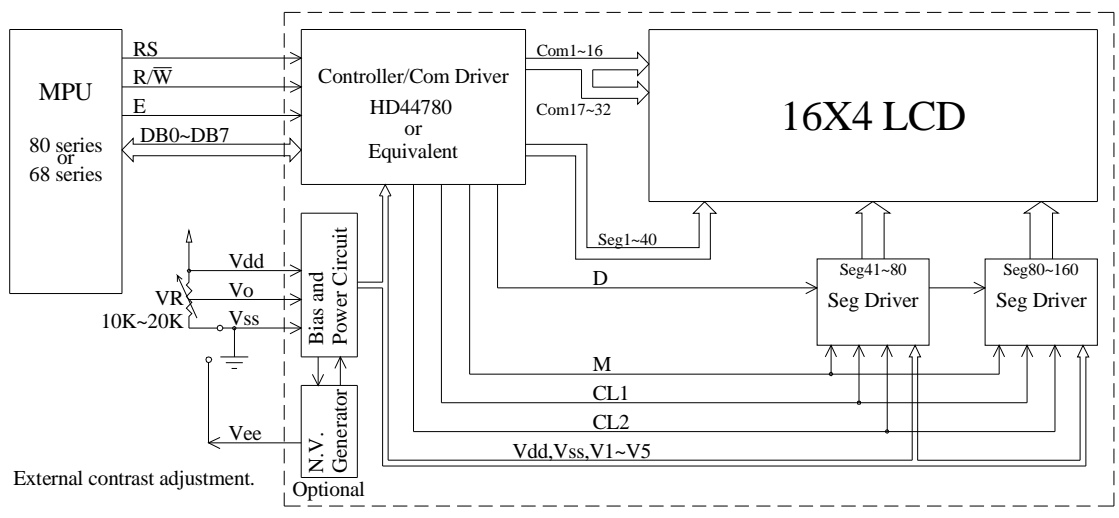 MPU
80 series
or
68 series
RS
R/W̅
E
DB0~DB7
Controller/Com Driver
HD44780
or
Equivalent
Com1~16
Com17~32
16X4 LCD
Seg1~40
D
Seg41~80
Seg Driver
Seg80~160
Seg Driver
Vdd
Vo
Vss
VR
10K~20K
Bias and
Power Circuit
M
CL1
CL2
Vdd,Vss,V1~V5
Vee
N.V.
Generator
Optional
External contrast adjustment.